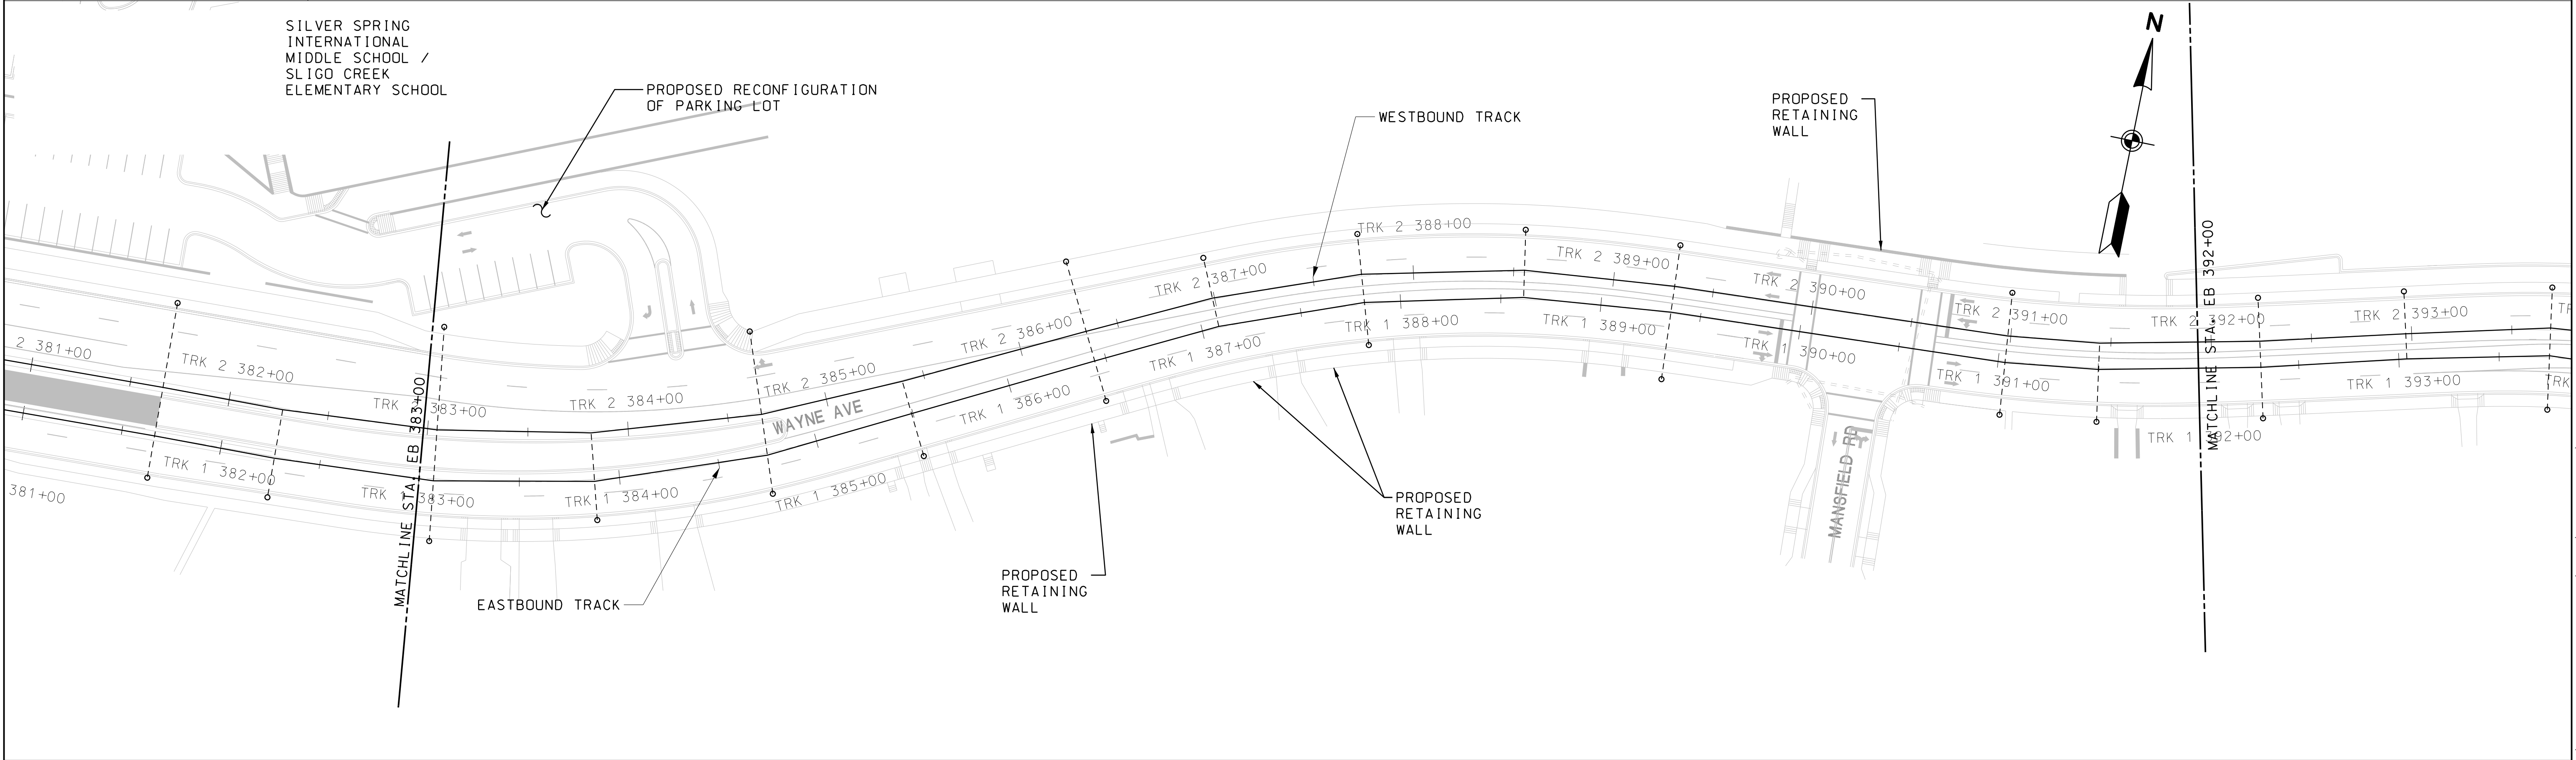 SILVER SPRING
INTERNATIONAL
MIDDLE SCHOOL /
SLIGO CREEK
ELEMENTARY SCHOOL
PROPOSED RECONFIGURATION
OF PARKING LOT
WESTBOUND TRACK
PROPOSED
RETAINING
WALL
N
MATCHLINE STA. EB 383+00
MATCHLINE STA. EB 392+00
2 381+00
TRK 2 382+00
TRK 2 383+00
TRK 2 384+00
TRK 2 385+00
TRK 2 386+00
TRK 2 387+00
TRK 2 388+00
TRK 2 389+00
TRK 2 390+00
TRK 2 391+00
TRK 2 392+00
TRK 2 393+00
381+00
TRK 1 382+00
TRK 1 383+00
TRK 1 384+00
TRK 1 385+00
TRK 1 386+00
TRK 1 387+00
TRK 1 388+00
TRK 1 389+00
TRK 1 390+00
TRK 1 391+00
TRK 1 392+00
TRK 1 393+00
WAYNE AVE
MANSFIELD RD
EASTBOUND TRACK
PROPOSED
RETAINING
WALL
PROPOSED
RETAINING
WALL